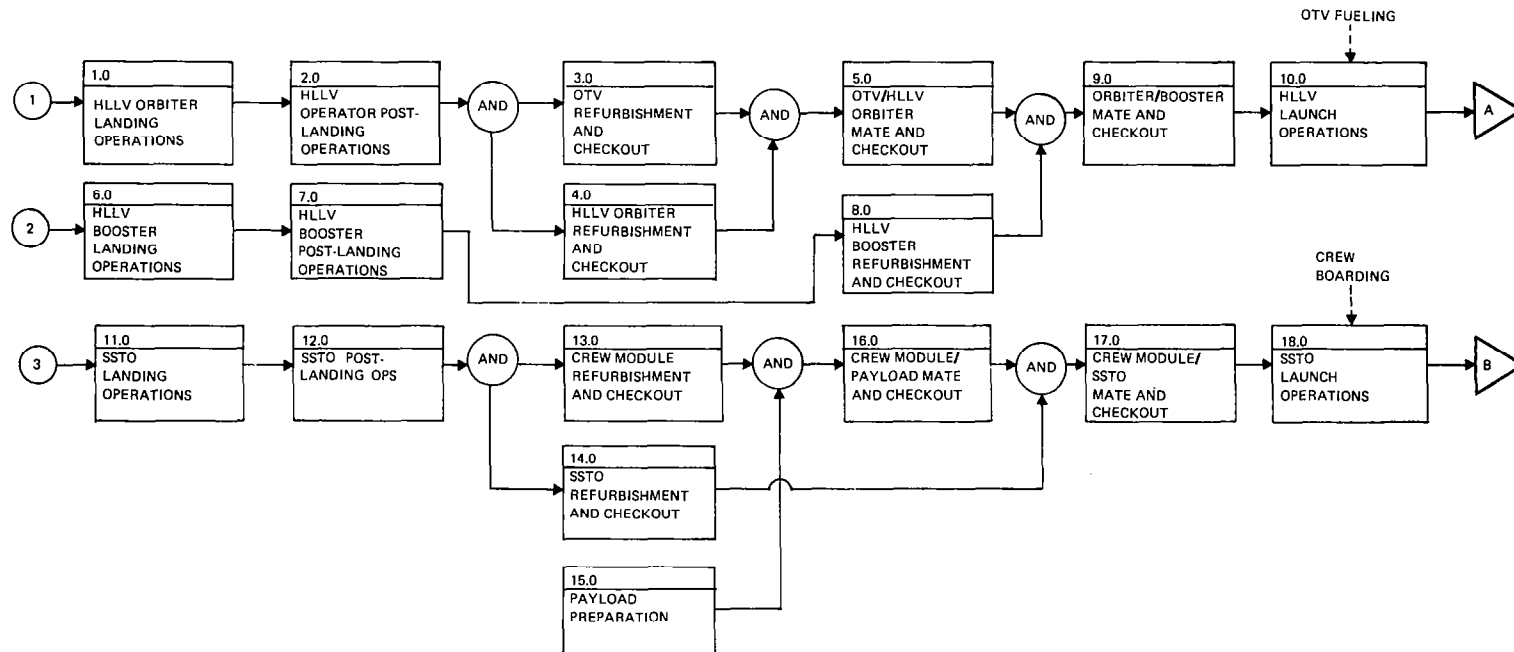 OTV FUELING
1
1.0
HLLV ORBITER
LANDING
OPERATIONS
2.0
HLLV
OPERATOR POST-
LANDING
OPERATIONS
AND
3.0
OTV
REFURBISHMENT
AND
CHECKOUT
AND
5.0
OTV/HLLV
ORBITER
MATE AND
CHECKOUT
AND
9.0
ORBITER/BOOSTER
MATE AND
CHECKOUT
10.0
HLLV
LAUNCH
OPERATIONS
A
2
6.0
HLLV
BOOSTER
LANDING
OPERATIONS
7.0
HLLV
BOOSTER
POST-LANDING
OPERATIONS
4.0
HLLV ORBITER
REFURBISHMENT
AND
CHECKOUT
8.0
HLLV
BOOSTER
REFURBISHMENT
AND CHECKOUT
CREW
BOARDING
3
11.0
SSTO
LANDING
OPERATIONS
12.0
SSTO POST-
LANDING OPS
AND
13.0
CREW MODULE
REFURBISHMENT
AND CHECKOUT
AND
16.0
CREW MODULE/
PAYLOAD MATE
AND CHECKOUT
AND
17.0
CREW MODULE/
SSTO
MATE AND
CHECKOUT
18.0
SSTO
LAUNCH
OPERATIONS
B
14.0
SSTO
REFURBISHMENT
AND CHECKOUT
15.0
PAYLOAD
PREPARATION